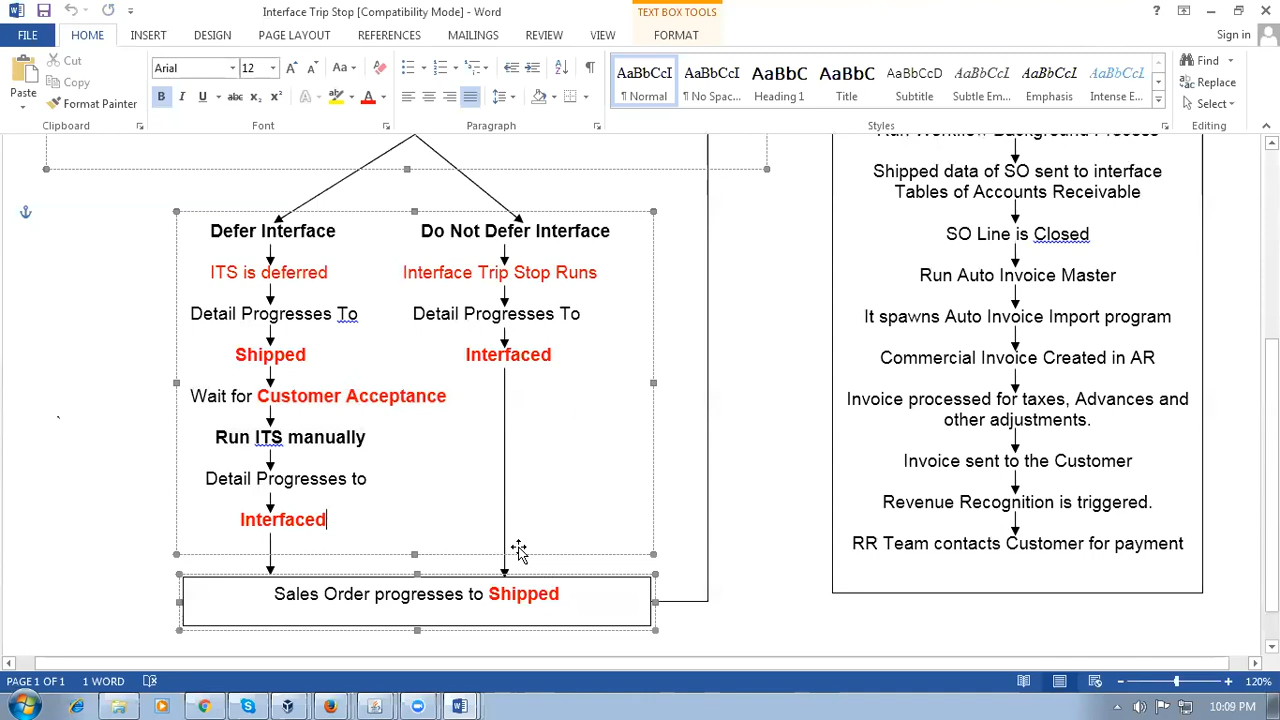 Interface Trip Stop [Compatibility Mode] - Word
TEXT BOX TOOLS
FILE
HOME
INSERT
DESIGN
PAGE LAYOUT
REFERENCES
MAILINGS
REVIEW
VIEW
FORMAT
Sign in
Paste
Cut
Copy
Format Painter
Clipboard
Arial
12
Font
Paragraph
AaBbCcI
¶ Normal
AaBbCcI
¶ No Spac...
AaBbC
Heading 1
AaBbC
Title
AaBbCcD
Subtitle
AaBbCcI
Subtle Em...
AaBbCcI
Emphasis
AaBbCcI
Intense E...
Styles
Find
Replace
Select
Editing
Defer Interface
ITS is deferred
Detail Progresses To
Shipped
Wait for Customer Acceptance
Run ITS manually
Detail Progresses to
Interfaced
Do Not Defer Interface
Interface Trip Stop Runs
Detail Progresses To
Interfaced
Sales Order progresses to Shipped
Run Workflow Background Process
Shipped data of SO sent to interface
Tables of Accounts Receivable
SO Line is Closed
Run Auto Invoice Master
It spawns Auto Invoice Import program
Commercial Invoice Created in AR
Invoice processed for taxes, Advances and
other adjustments.
Invoice sent to the Customer
Revenue Recognition is triggered.
RR Team contacts Customer for payment
PAGE 1 OF 1
1 WORD
120%
10:09 PM